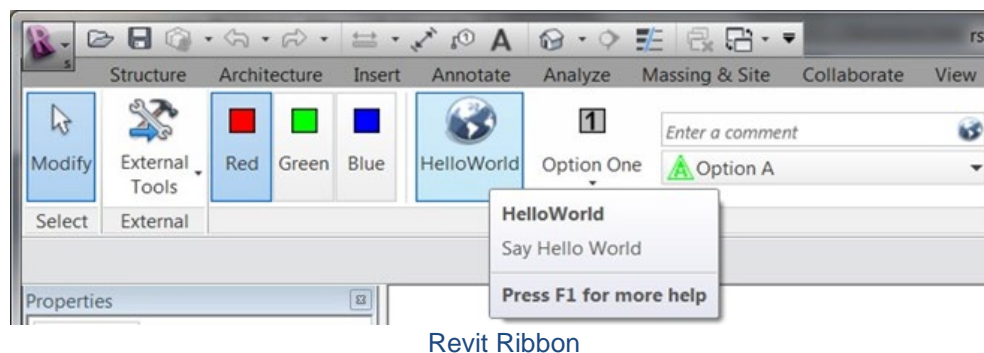 rs
Structure Architecture Insert Annotate Analyze Massing & Site Collaborate View
Modify
External Tools
Red Green Blue
HelloWorld
Option One
Enter a comment
Option A
Select External
HelloWorld
Say Hello World
Press F1 for more help
Properties
Revit Ribbon